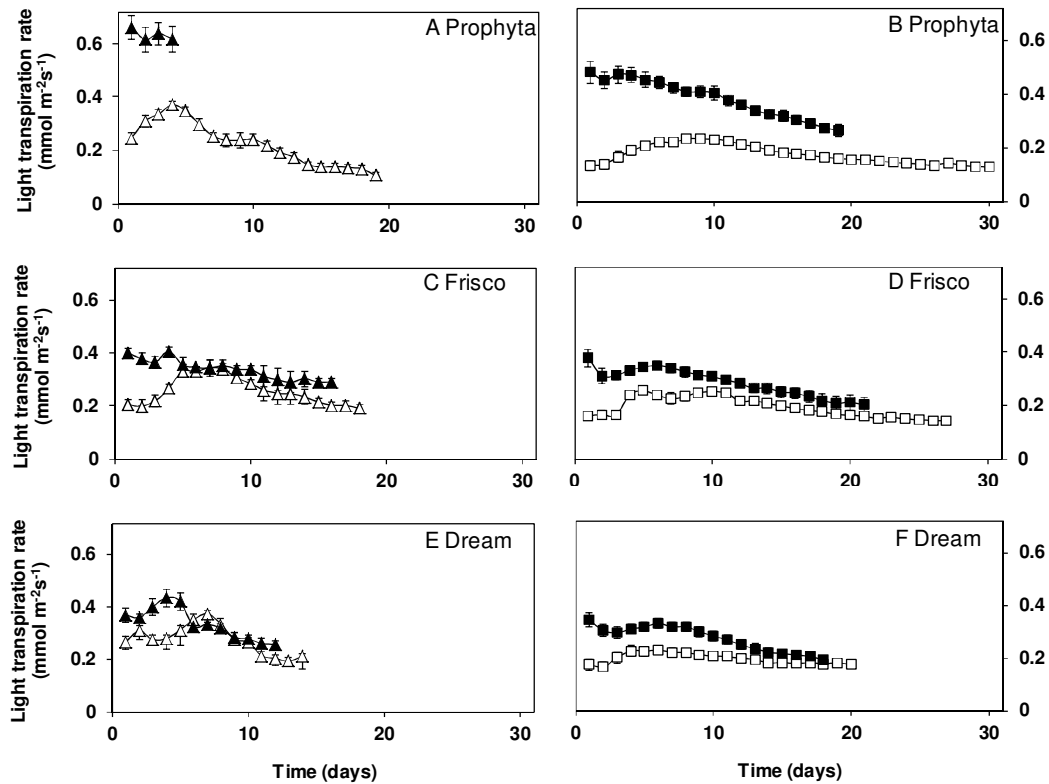 Light transpiration rate
(mmol m-2s-1)
A Prophyta
0.6
0.4
0.2
0
0 10 20 30
B Prophyta
0.6
0.4
0.2
0
0 10 20 30
Light transpiration rate
(mmol m-2s-1)
C Frisco
0.6
0.4
0.2
0
0 10 20 30
D Frisco
0.6
0.4
0.2
0
0 10 20 30
Light transpiration rate
(mmol m-2s-1)
E Dream
0.6
0.4
0.2
0
0 10 20 30
Time (days)
F Dream
0.6
0.4
0.2
0
0 10 20 30
Time (days)